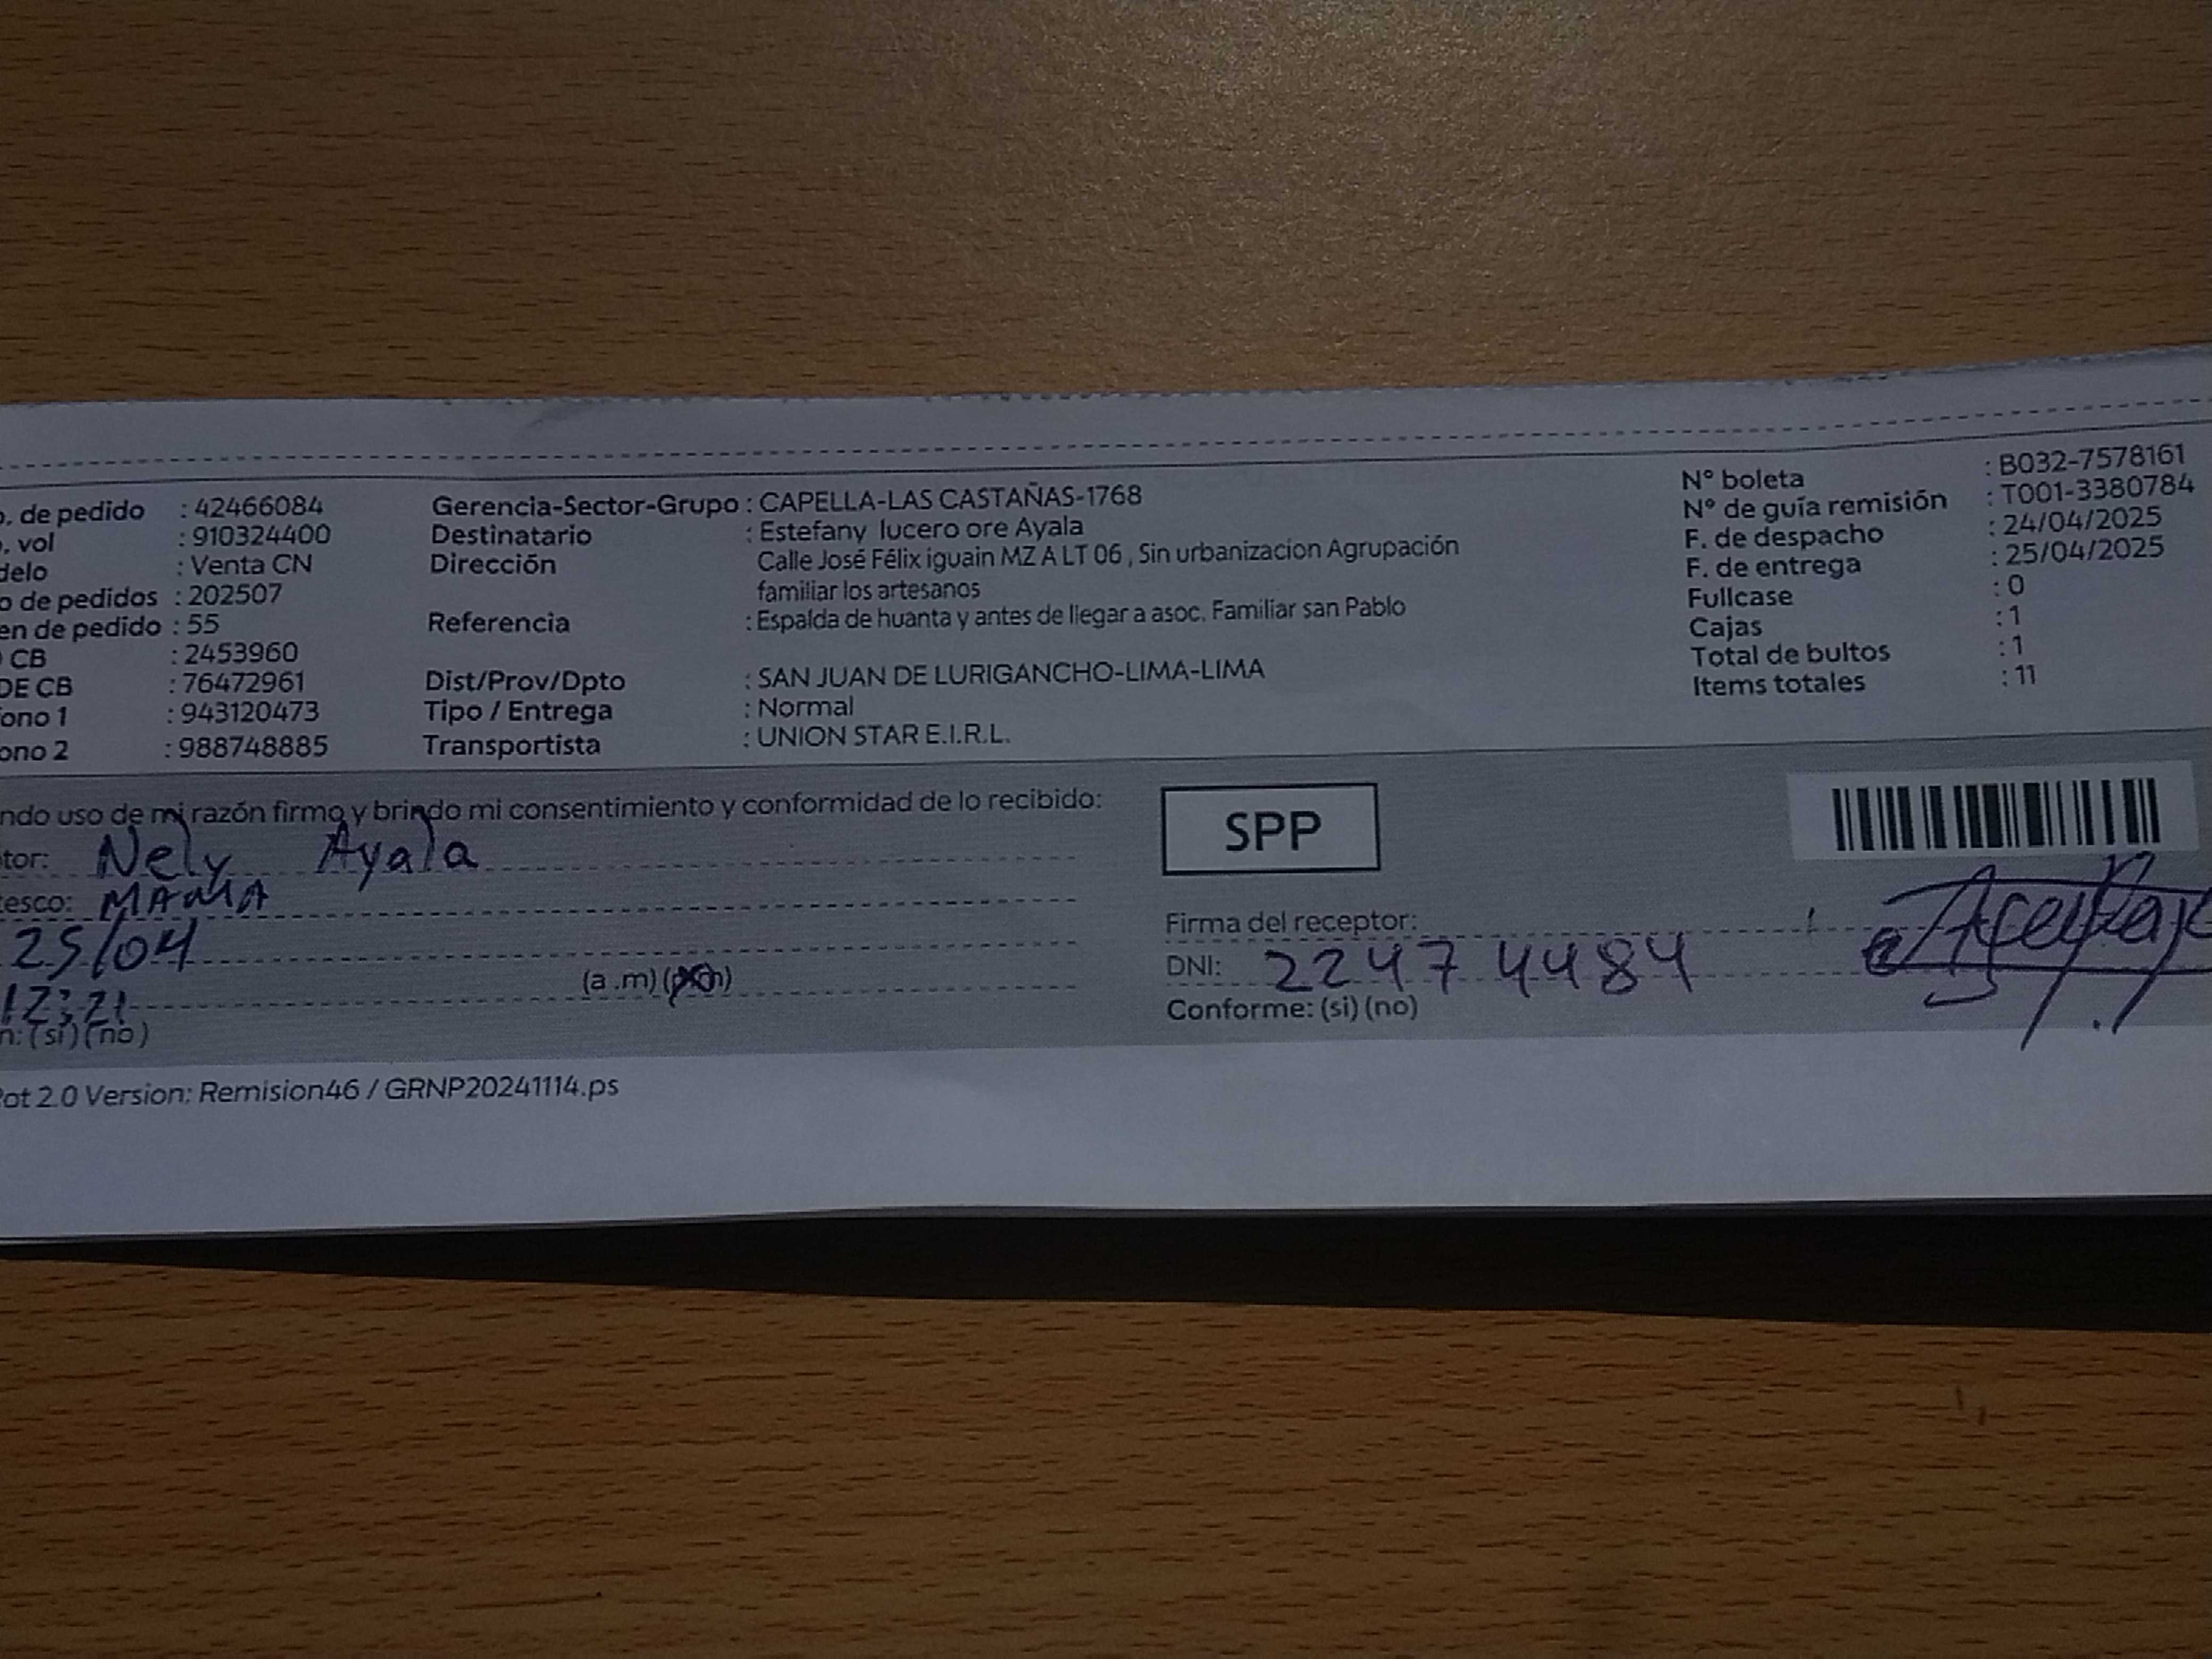 o. de pedido : 42466084 Gerencia-Sector-Grupo : CAPELLA-LAS CASTAÑAS-1768 N° boleta : B032-7578161
o. vol : 910324400 Destinatario : Estefany lucero ore Ayala N° de guía remisión : T001-3380784
delo : Venta CN Dirección Calle José Félix iguain MZ A LT 06 , Sin urbanizacion Agrupación F. de despacho : 24/04/2025
o de pedidos : 202507 familiar los artesanos F. de entrega : 25/04/2025
en de pedido : 55 Referencia : Espalda de huanta y antes de llegar a asoc. Familiar san Pablo Fullcase : 0
CB : 2453960 Cajas : 1
DE CB : 76472961 Dist/Prov/Dpto : SAN JUAN DE LURIGANCHO-LIMA-LIMA Total de bultos : 1
fono 1 : 943120473 Tipo / Entrega : Normal Items totales : 11
ono 2 : 988748885 Transportista : UNION STAR E.I.R.L.
ndo uso de mi razón firmo y brindo mi consentimiento y conformidad de lo recibido:
SPP
tor: Nely Ayala
tesco: MAMA
Firma del receptor:
25/04
DNI: 22474484
(a .m) (p.m)
12:21
Conforme: (si) (no)
n: (si) (no)
Rot 2.0 Version: Remision46 / GRNP20241114.ps